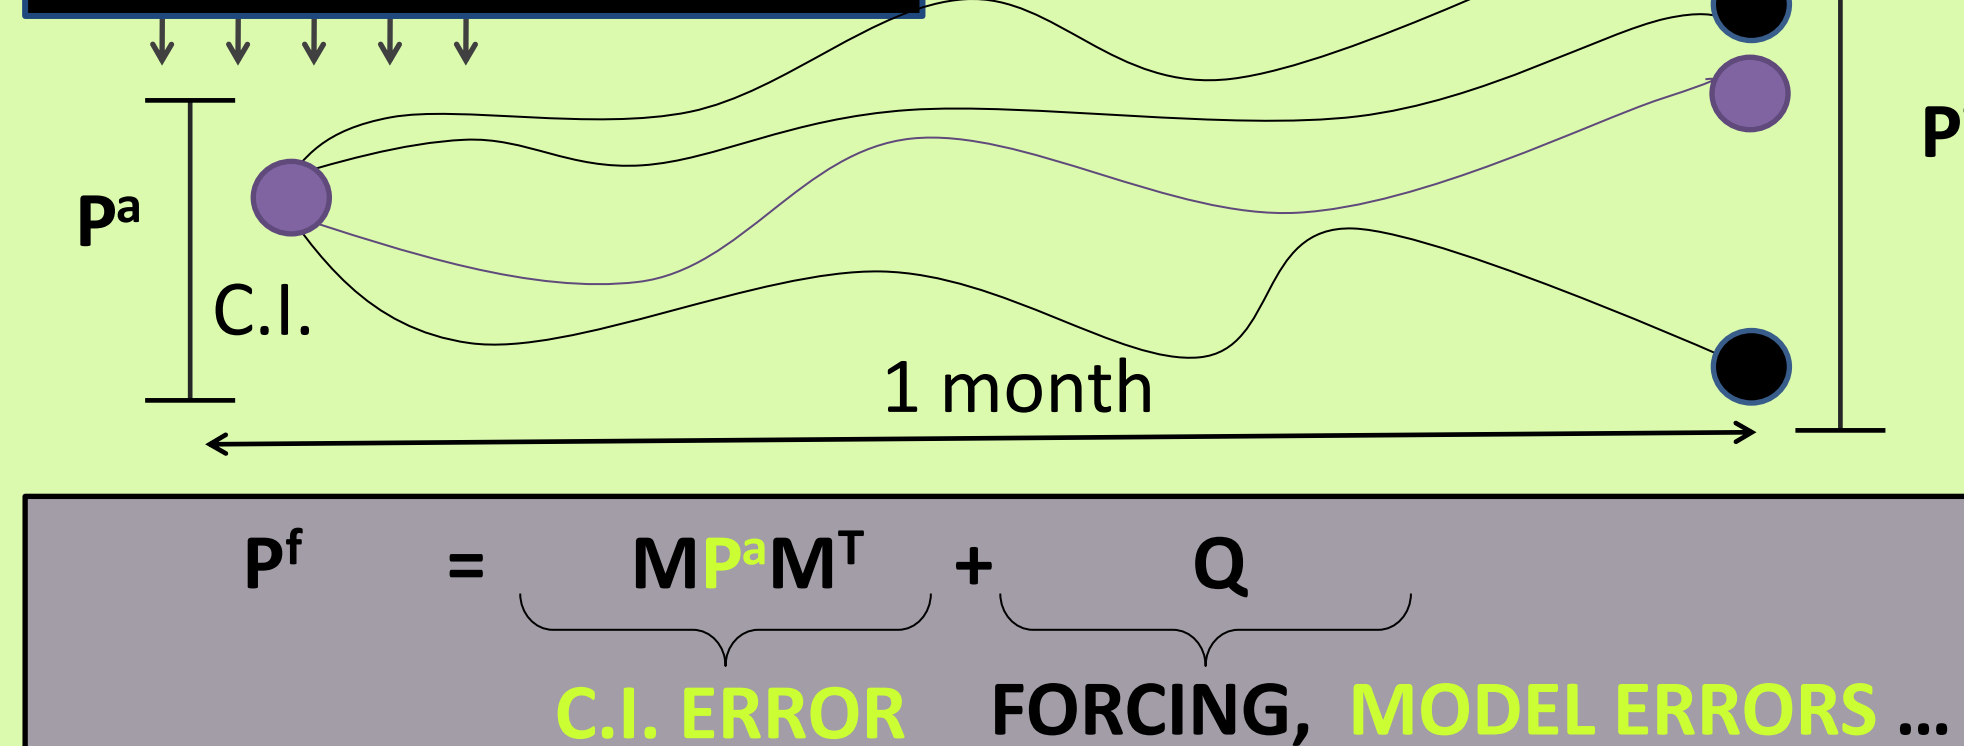 Pᵃ
P
C.I.
1 month
Pᶠ = MPᵃMᵀ + Q
C.I. ERROR FORCING, MODEL ERRORS ...